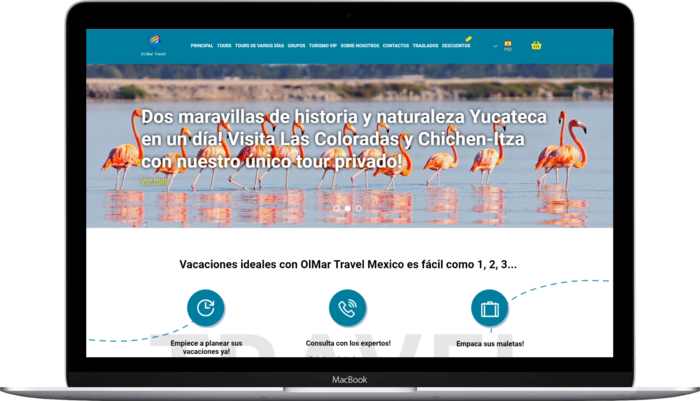 OlMar Travel
PRINCIPAL TOURS TOURS DE VARIOS DÍAS GRUPOS TURISMO VIP SOBRE NOSOTROS CONTACTOS TRASLADOS DESCUENTOS
Dos maravillas de historia y naturaleza Yucateca
en un día! Visita Las Coloradas y Chichen-Itza
con nuestro único tour privado!
Ver más
Vacaciones ideales con OlMar Travel Mexico es fácil como 1, 2, 3...
TRAVEL
Empiece a planear sus
vacaciones ya!
Consulta con los expertos!
Empaca sus maletas!
MacBook